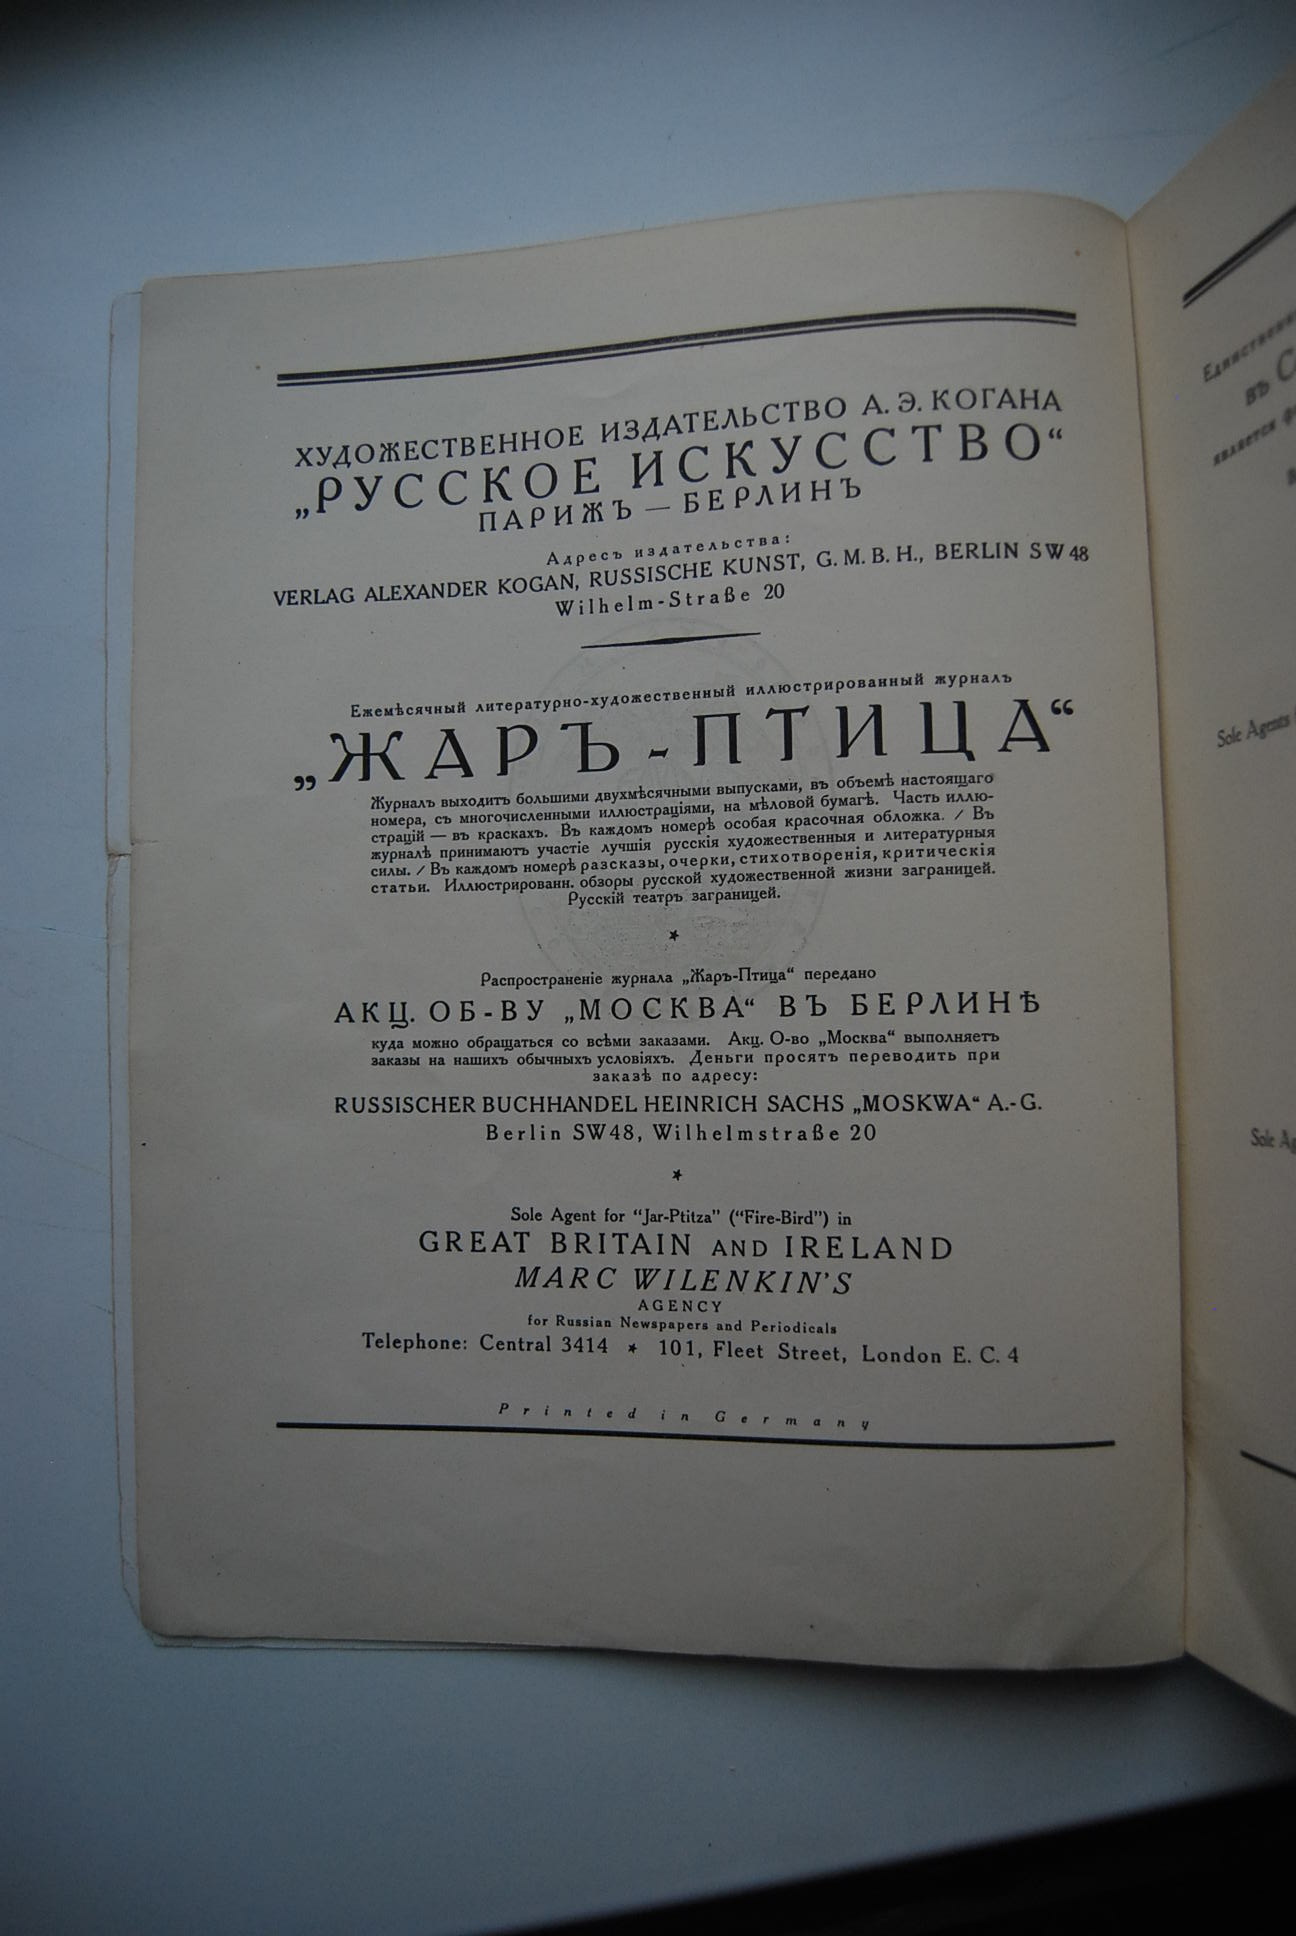 ХУДОЖЕСТВЕННОЕ ИЗДАТЕЛЬСТВО А. Э. КОГАНА
„РУССКОЕ ИСКУССТВО“
ПАРИЖЪ — БЕРЛИНЪ
Адресъ издательства:
VERLAG ALEXANDER KOGAN, RUSSISCHE KUNST, G. M. B. H., BERLIN SW 48
Wilhelm-Straße 20
Ежемѣсячный литературно-художественный иллюстрированный журналъ
„ЖАРЪ-ПТИЦА“
Журналъ выходитъ большими двухмѣсячными выпусками, въ объемѣ настоящаго
номера, съ многочисленными иллюстраціями, на мѣловой бумагѣ. Часть иллю-
страцій — въ краскахъ. Въ каждомъ номерѣ особая красочная обложка. / Въ
журналѣ принимаютъ участіе лучшія русскія художественныя и литературныя
силы. / Въ каждомъ номерѣ разсказы, очерки, стихотворенія, критическія
статьи. Иллюстрированн. обзоры русской художественной жизни заграницей.
Русскій театръ заграницей.
★
Распространеніе журнала „Жаръ-Птица“ передано
АКЦ. ОБ-ВУ „МОСКВА“ ВЪ БЕРЛИНѢ
куда можно обращаться со всѣми заказами. Акц. О-во „Москва“ выполняетъ
заказы на нашихъ обычныхъ условіяхъ. Деньги просятъ переводить при
заказѣ по адресу:
RUSSISCHER BUCHHANDEL HEINRICH SACHS „MOSKWA“ A.-G.
Berlin SW48, Wilhelmstraße 20
★
Sole Agent for “Jar-Ptitza” (“Fire-Bird”) in
GREAT BRITAIN AND IRELAND
MARC WILENKIN'S
AGENCY
for Russian Newspapers and Periodicals
Telephone: Central 3414 ★ 101, Fleet Street, London E. C. 4
Printed in Germany
въ
является
Sole Agents
Sole